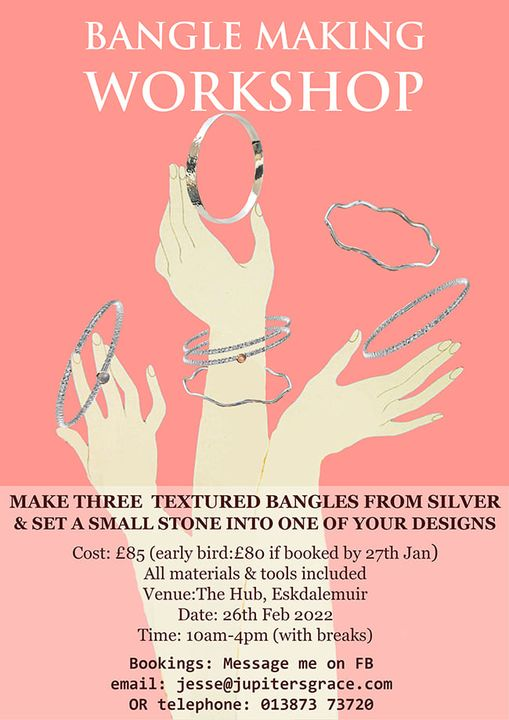 BANGLE MAKING
WORKSHOP
MAKE THREE TEXTURED BANGLES FROM SILVER
& SET A SMALL STONE INTO ONE OF YOUR DESIGNS
Cost: £85 (early bird:£80 if booked by 27th Jan)
All materials & tools included
Venue:The Hub, Eskdalemuir
Date: 26th Feb 2022
Time: 10am-4pm (with breaks)
Bookings: Message me on FB
email: jesse@jupitersgrace.com
OR telephone: 013873 73720